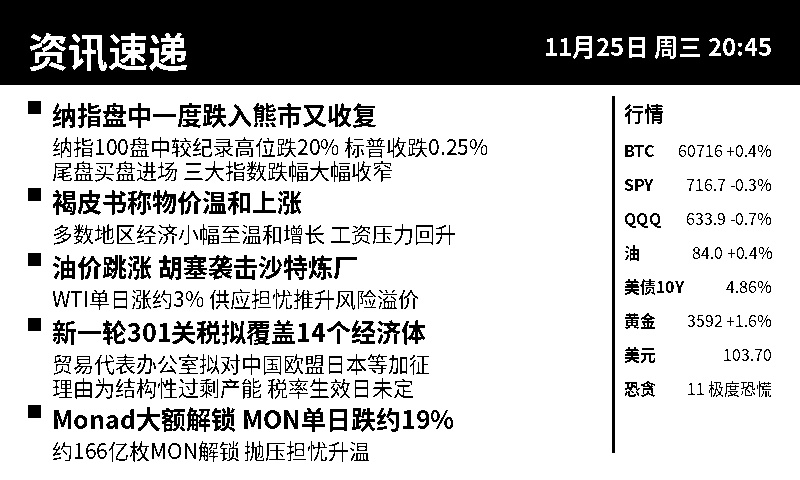 资讯速递
11月25日 周三 20:45
纳指盘中一度跌入熊市又收复
纳指100盘中较纪录高位跌20% 标普收跌0.25%
尾盘买盘进场 三大指数跌幅大幅收窄
褐皮书称物价温和上涨
多数地区经济小幅至温和增长 工资压力回升
油价跳涨 胡塞袭击沙特炼厂
WTI单日涨约3% 供应担忧推升风险溢价
新一轮301关税拟覆盖14个经济体
贸易代表办公室拟对中国欧盟日本等加征
理由为结构性过剩产能 税率生效日未定
Monad大额解锁 MON单日跌约19%
约166亿枚MON解锁 抛压担忧升温
行情
BTC 60716 +0.4%
SPY 716.7 -0.3%
QQQ 633.9 -0.7%
油 84.0 +0.4%
美债10Y 4.86%
黄金 3592 +1.6%
美元 103.70
恐贪 11 极度恐慌